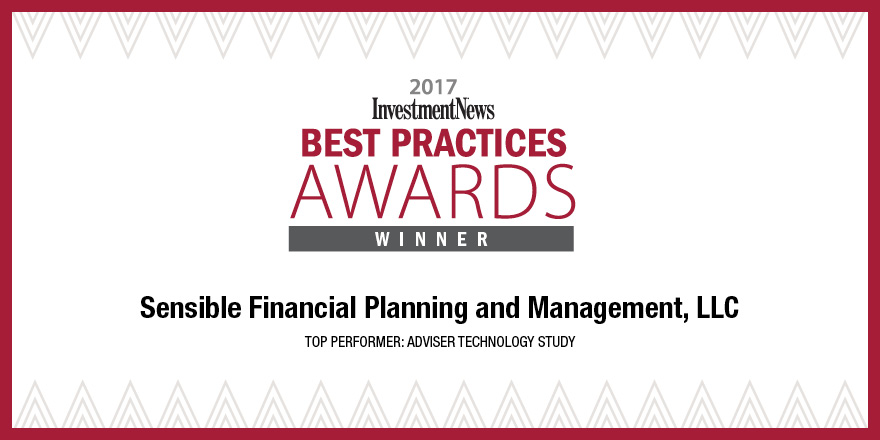 2017
InvestmentNews
BEST PRACTICES
AWARDS
WINNER
Sensible Financial Planning and Management, LLC
TOP PERFORMER: ADVISER TECHNOLOGY STUDY